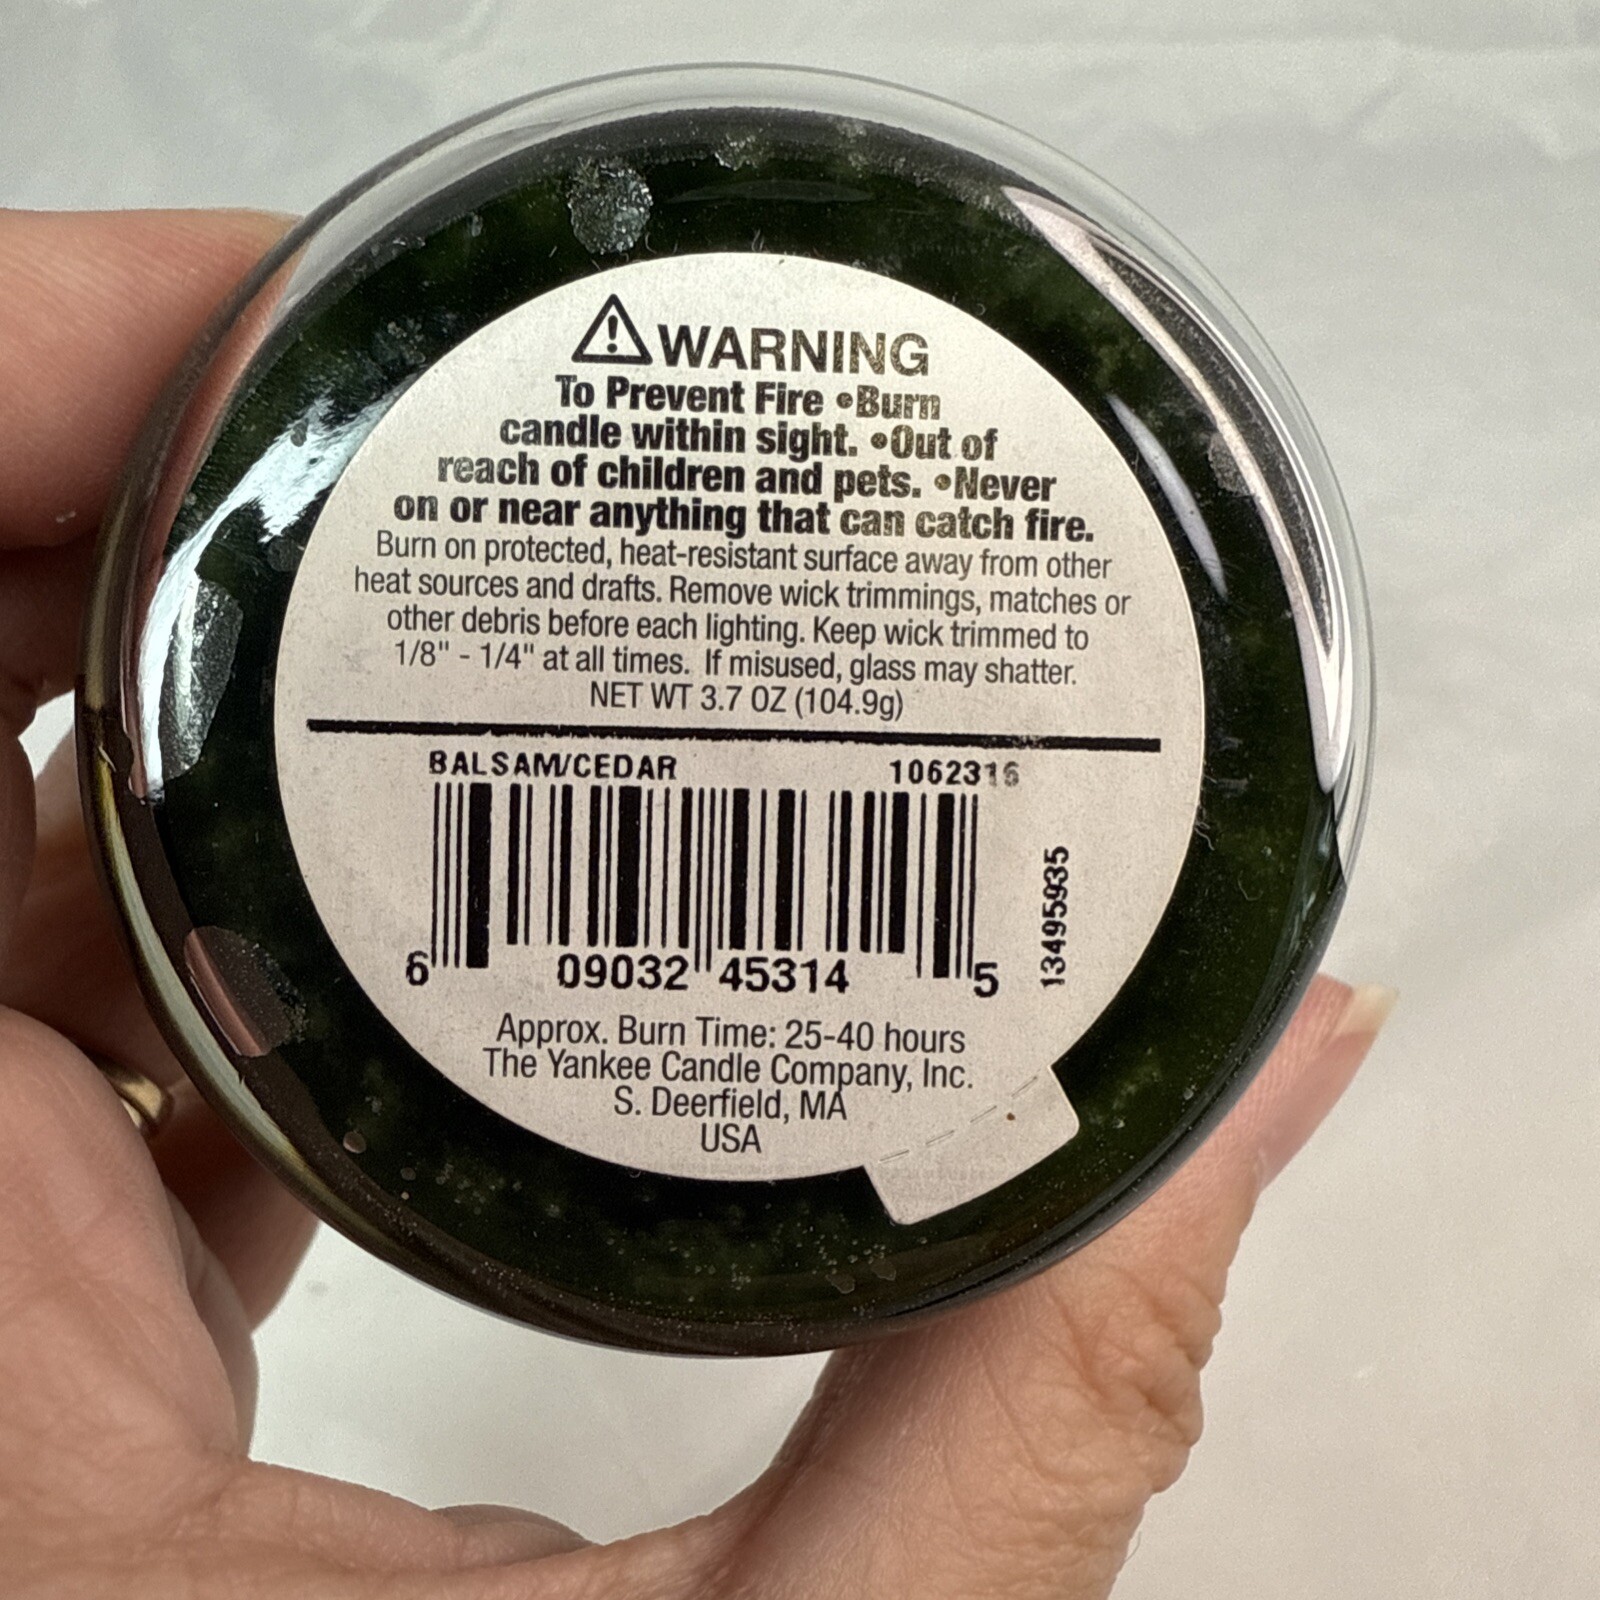 WARNING
To Prevent Fire •Burn
candle within sight. •Out of
reach of children and pets. •Never
on or near anything that can catch fire.
Burn on protected, heat-resistant surface away from other
heat sources and drafts. Remove wick trimmings, matches or
other debris before each lighting. Keep wick trimmed to
1/8" - 1/4" at all times. If misused, glass may shatter.
NET WT 3.7 OZ (104.9g)
BALSAM/CEDAR 1062316
13495935
6 09032 45314 5
Approx. Burn Time: 25-40 hours
The Yankee Candle Company, Inc.
S. Deerfield, MA
USA